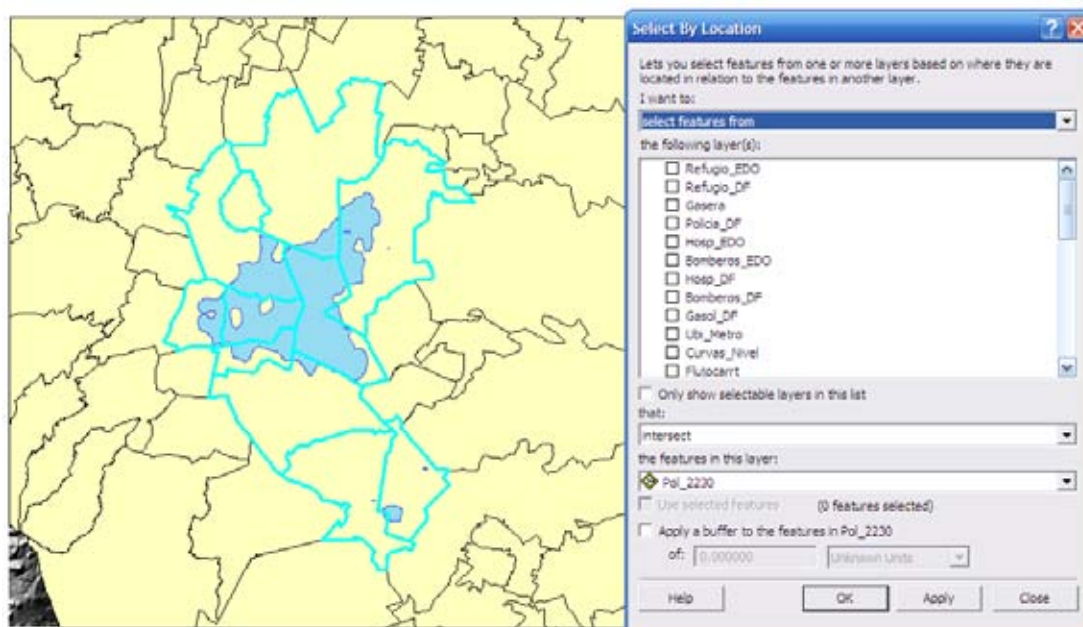 Select By Location
Lets you select features from one or more layers based on where they are
located in relation to the features in another layer.
I want to:
select features from
the following layer(s):
Refugio_EDO
Refugio_DF
Gasera
Policia_DF
Hosp_EDO
Bomberos_EDO
Hosp_DF
Bomberos_DF
Gasol_DF
Ubi_Metro
Curvas_Nivel
Only show selectable layers in this list
that:
intersect
the features in this layer:
Pol_2230
Use selected features (0 features selected)
Apply a buffer to the features in Pol_2230
of: 0.000000 Unknown Units
Help OK Apply Close